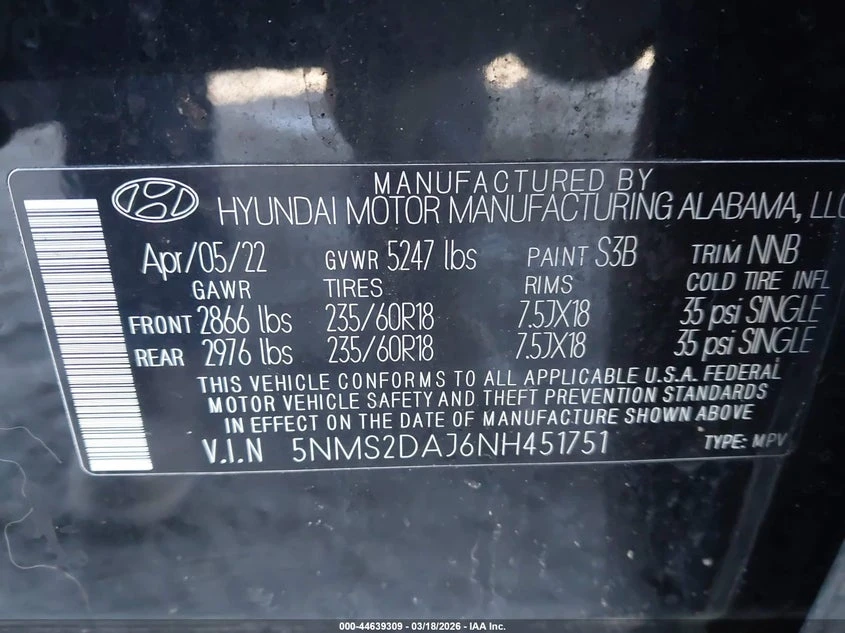 MANUFACTURED BY
HYUNDAI MOTOR MANUFACTURING ALABAMA, LLC
Apr/05/22 GVWR 5247 lbs PAINT S3B TRIM NNB
GAWR TIRES RIMS COLD TIRE INFL
FRONT 2866 lbs 235/60R18 7.5JX18 35 psi SINGLE
REAR 2976 lbs 235/60R18 7.5JX18 35 psi SINGLE
THIS VEHICLE CONFORMS TO ALL APPLICABLE U.S.A. FEDERAL
MOTOR VEHICLE SAFETY AND THEFT PREVENTION STANDARDS
IN EFFECT ON THE DATE OF MANUFACTURE SHOWN ABOVE
V.I.N 5NMS2DAJ6NH451751 TYPE: MPV
000-44639309 - 03/18/2026 - IAA Inc.